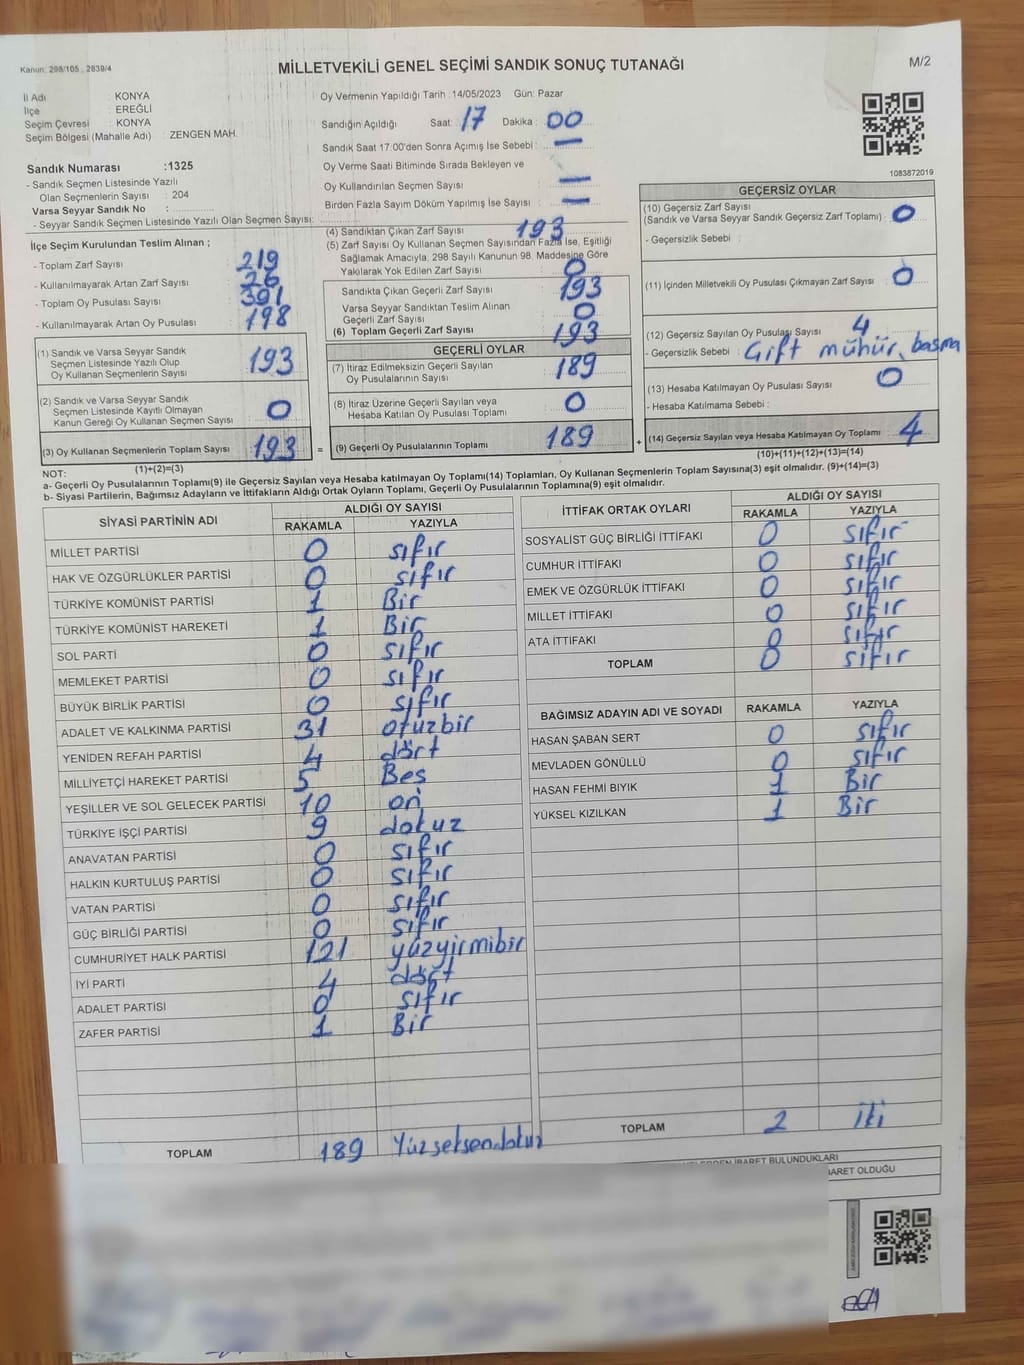 Kanun: 298/105 , 2839/4
MİLLETVEKİLİ GENEL SEÇİMİ SANDIK SONUÇ TUTANAĞI
M/2
İl Adı : KONYA
İlçe : EREĞLİ
Seçim Çevresi : KONYA
Seçim Bölgesi (Mahalle Adı) : ZENGEN MAH.
Sandık Numarası :1325
- Sandık Seçmen Listesinde Yazılı
Olan Seçmenlerin Sayısı : 204
Varsa Seyyar Sandık No :
- Seyyar Sandık Seçmen Listesinde Yazılı Olan Seçmen Sayısı:
Oy Vermenin Yapıldığı Tarih :14/05/2023 Gün: Pazar
Sandığın Açıldığı Saat: 17 Dakika : 00
Sandık Saat 17:00'den Sonra Açımış İse Sebebi : —
Oy Verme Saati Bitiminde Sırada Bekleyen ve
Oy Kullandırılan Seçmen Sayısı : —
Birden Fazla Sayım Döküm Yapılmış İse Sayısı : —
1083872019
İlçe Seçim Kurulundan Teslim Alınan ;
- Toplam Zarf Sayısı : 219
- Kullanılmayarak Artan Zarf Sayısı : 26
- Toplam Oy Pusulası Sayısı : 391
- Kullanılmayarak Artan Oy Pusulası : 198
(1) Sandık ve Varsa Seyyar Sandık
Seçmen Listesinde Yazılı Olup
Oy Kullanan Seçmenlerin Sayısı : 193
(2) Sandık ve Varsa Seyyar Sandık
Seçmen Listesinde Kayıtlı Olmayan
Kanun Gereği Oy Kullanan Seçmen Sayısı : 0
(3) Oy Kullanan Seçmenlerin Toplam Sayısı : 193 =
(1)+(2)=(3)
(4) Sandıktan Çıkan Zarf Sayısı : 193
(5) Zarf Sayısı Oy Kullanan Seçmen Sayısından Fazla İse, Eşitliği
Sağlamak Amacıyla, 298 Sayılı Kanunun 98. Maddesine Göre
Yakılarak Yok Edilen Zarf Sayısı : 0
Sandıkta Çıkan Geçerli Zarf Sayısı : 193
Varsa Seyyar Sandıktan Teslim Alınan
Geçerli Zarf Sayısı : 0
(6) Toplam Geçerli Zarf Sayısı : 193
GEÇERLİ OYLAR
(7) İtiraz Edilmeksizin Geçerli Sayılan
Oy Pusulalarının Sayısı : 189
(8) İtiraz Üzerine Geçerli Sayılan veya
Hesaba Katılan Oy Pusulası Toplamı : 0
(9) Geçerli Oy Pusulalarının Toplamı : 189 +
GEÇERSİZ OYLAR
(10) Geçersiz Zarf Sayısı
(Sandık ve Varsa Seyyar Sandık Geçersiz Zarf Toplamı) : 0
- Geçersizlik Sebebi :
(11) İçinden Milletvekili Oy Pusulası Çıkmayan Zarf Sayısı : 0
(12) Geçersiz Sayılan Oy Pusulası Sayısı : 4
- Geçersizlik Sebebi : Çift mühür basma
(13) Hesaba Katılmayan Oy Pusulası Sayısı : 0
- Hesaba Katılmama Sebebi :
(14) Geçersiz Sayılan veya Hesaba Katılmayan Oy Toplamı : 4
(10)+(11)+(12)+(13)=(14)
NOT:
a- Geçerli Oy Pusulalarının Toplamı(9) ile Geçersiz Sayılan veya Hesaba Katılmayan Oy Toplamı(14) Toplamları, Oy Kullanan Seçmenlerin Toplam Sayısına(3) eşit olmalıdır. (9)+(14)=(3)
b- Siyasi Partilerin, Bağımsız Adayların ve İttifakların Aldığı Ortak Oyların Toplamı, Geçerli Oy Pusulalarının Toplamına(9) eşit olmalıdır.
SİYASİ PARTİNİN ADI ALDIĞI OY SAYISI
RAKAMLA YAZIYLA
MİLLET PARTİSİ 0 sıfır
HAK VE ÖZGÜRLÜKLER PARTİSİ 0 sıfır
TÜRKİYE KOMÜNİST PARTİSİ 1 Bir
TÜRKİYE KOMÜNİST HAREKETİ 1 Bir
SOL PARTİ 0 sıfır
MEMLEKET PARTİSİ 0 sıfır
BÜYÜK BİRLİK PARTİSİ 0 sıfır
ADALET VE KALKINMA PARTİSİ 31 otuzbir
YENİDEN REFAH PARTİSİ 4 dört
MİLLİYETÇİ HAREKET PARTİSİ 5 Beş
YEŞİLLER VE SOL GELECEK PARTİSİ 10 on
TÜRKİYE İŞÇİ PARTİSİ 9 dokuz
ANAVATAN PARTİSİ 0 sıfır
HALKIN KURTULUŞ PARTİSİ 0 sıfır
VATAN PARTİSİ 0 sıfır
GÜÇ BİRLİĞİ PARTİSİ 0 sıfır
CUMHURİYET HALK PARTİSİ 121 yüzyirmibir
İYİ PARTİ 4 dört
ADALET PARTİSİ 0 sıfır
ZAFER PARTİSİ 1 Bir
TOPLAM 189 Yüzseksendokuz
İTTİFAK ORTAK OYLARI ALDIĞI OY SAYISI
RAKAMLA YAZIYLA
SOSYALİST GÜÇ BİRLİĞİ İTTİFAKI 0 sıfır
CUMHUR İTTİFAKI 0 sıfır
EMEK VE ÖZGÜRLÜK İTTİFAKI 0 sıfır
MİLLET İTTİFAKI 0 sıfır
ATA İTTİFAKI 0 sıfır
TOPLAM 0 sıfır
BAĞIMSIZ ADAYIN ADI VE SOYADI RAKAMLA YAZIYLA
HASAN ŞABAN SERT 0 sıfır
MEVLADEN GÖNÜLLÜ 0 sıfır
HASAN FEHMİ BIYIK 1 Bir
YÜKSEL KIZILKAN 1 Bir
TOPLAM 2 iki
İBARET BULUNDUKLARI
OLDUĞU